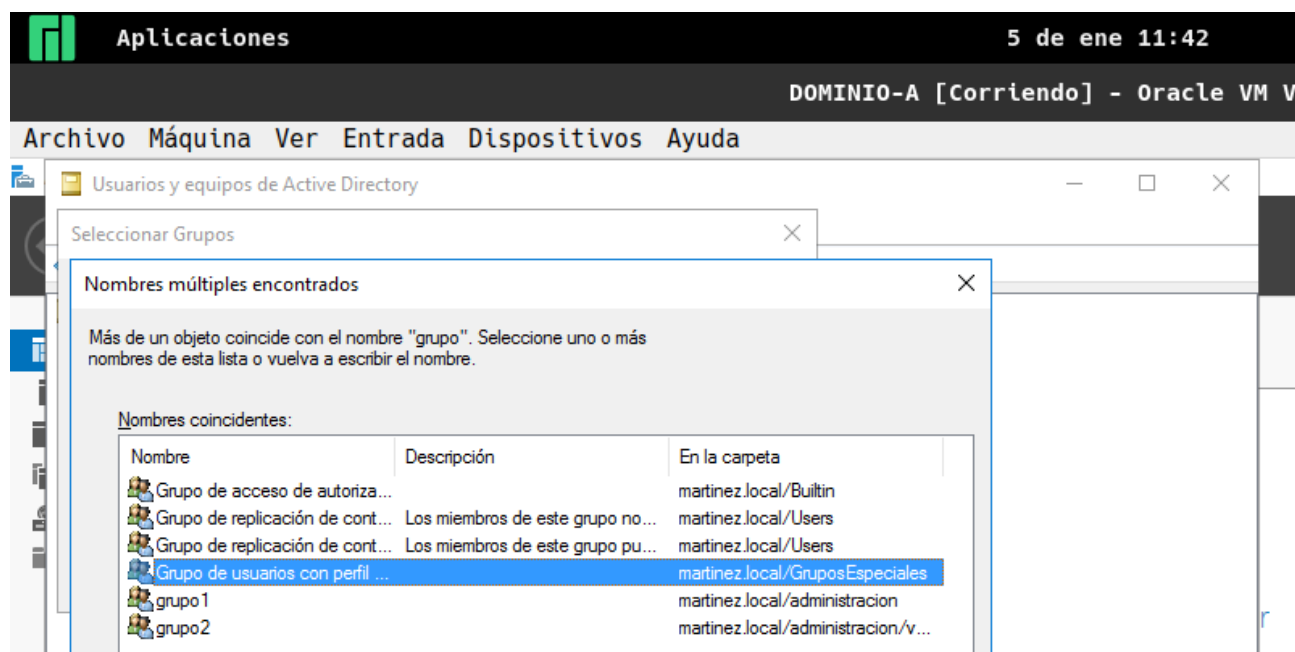 Aplicaciones 5 de ene 11:42
DOMINIO-A [Corriendo] - Oracle VM V
Archivo Máquina Ver Entrada Dispositivos Ayuda
Usuarios y equipos de Active Directory
Seleccionar Grupos
Nombres múltiples encontrados
Más de un objeto coincide con el nombre "grupo". Seleccione uno o más
nombres de esta lista o vuelva a escribir el nombre.
Nombres coincidentes:
Nombre Descripción En la carpeta
Grupo de acceso de autoriza... martinez.local/Builtin
Grupo de replicación de cont... Los miembros de este grupo no... martinez.local/Users
Grupo de replicación de cont... Los miembros de este grupo pu... martinez.local/Users
Grupo de usuarios con perfil ... martinez.local/GruposEspeciales
grupo1 martinez.local/administracion
grupo2 martinez.local/administracion/v...
r